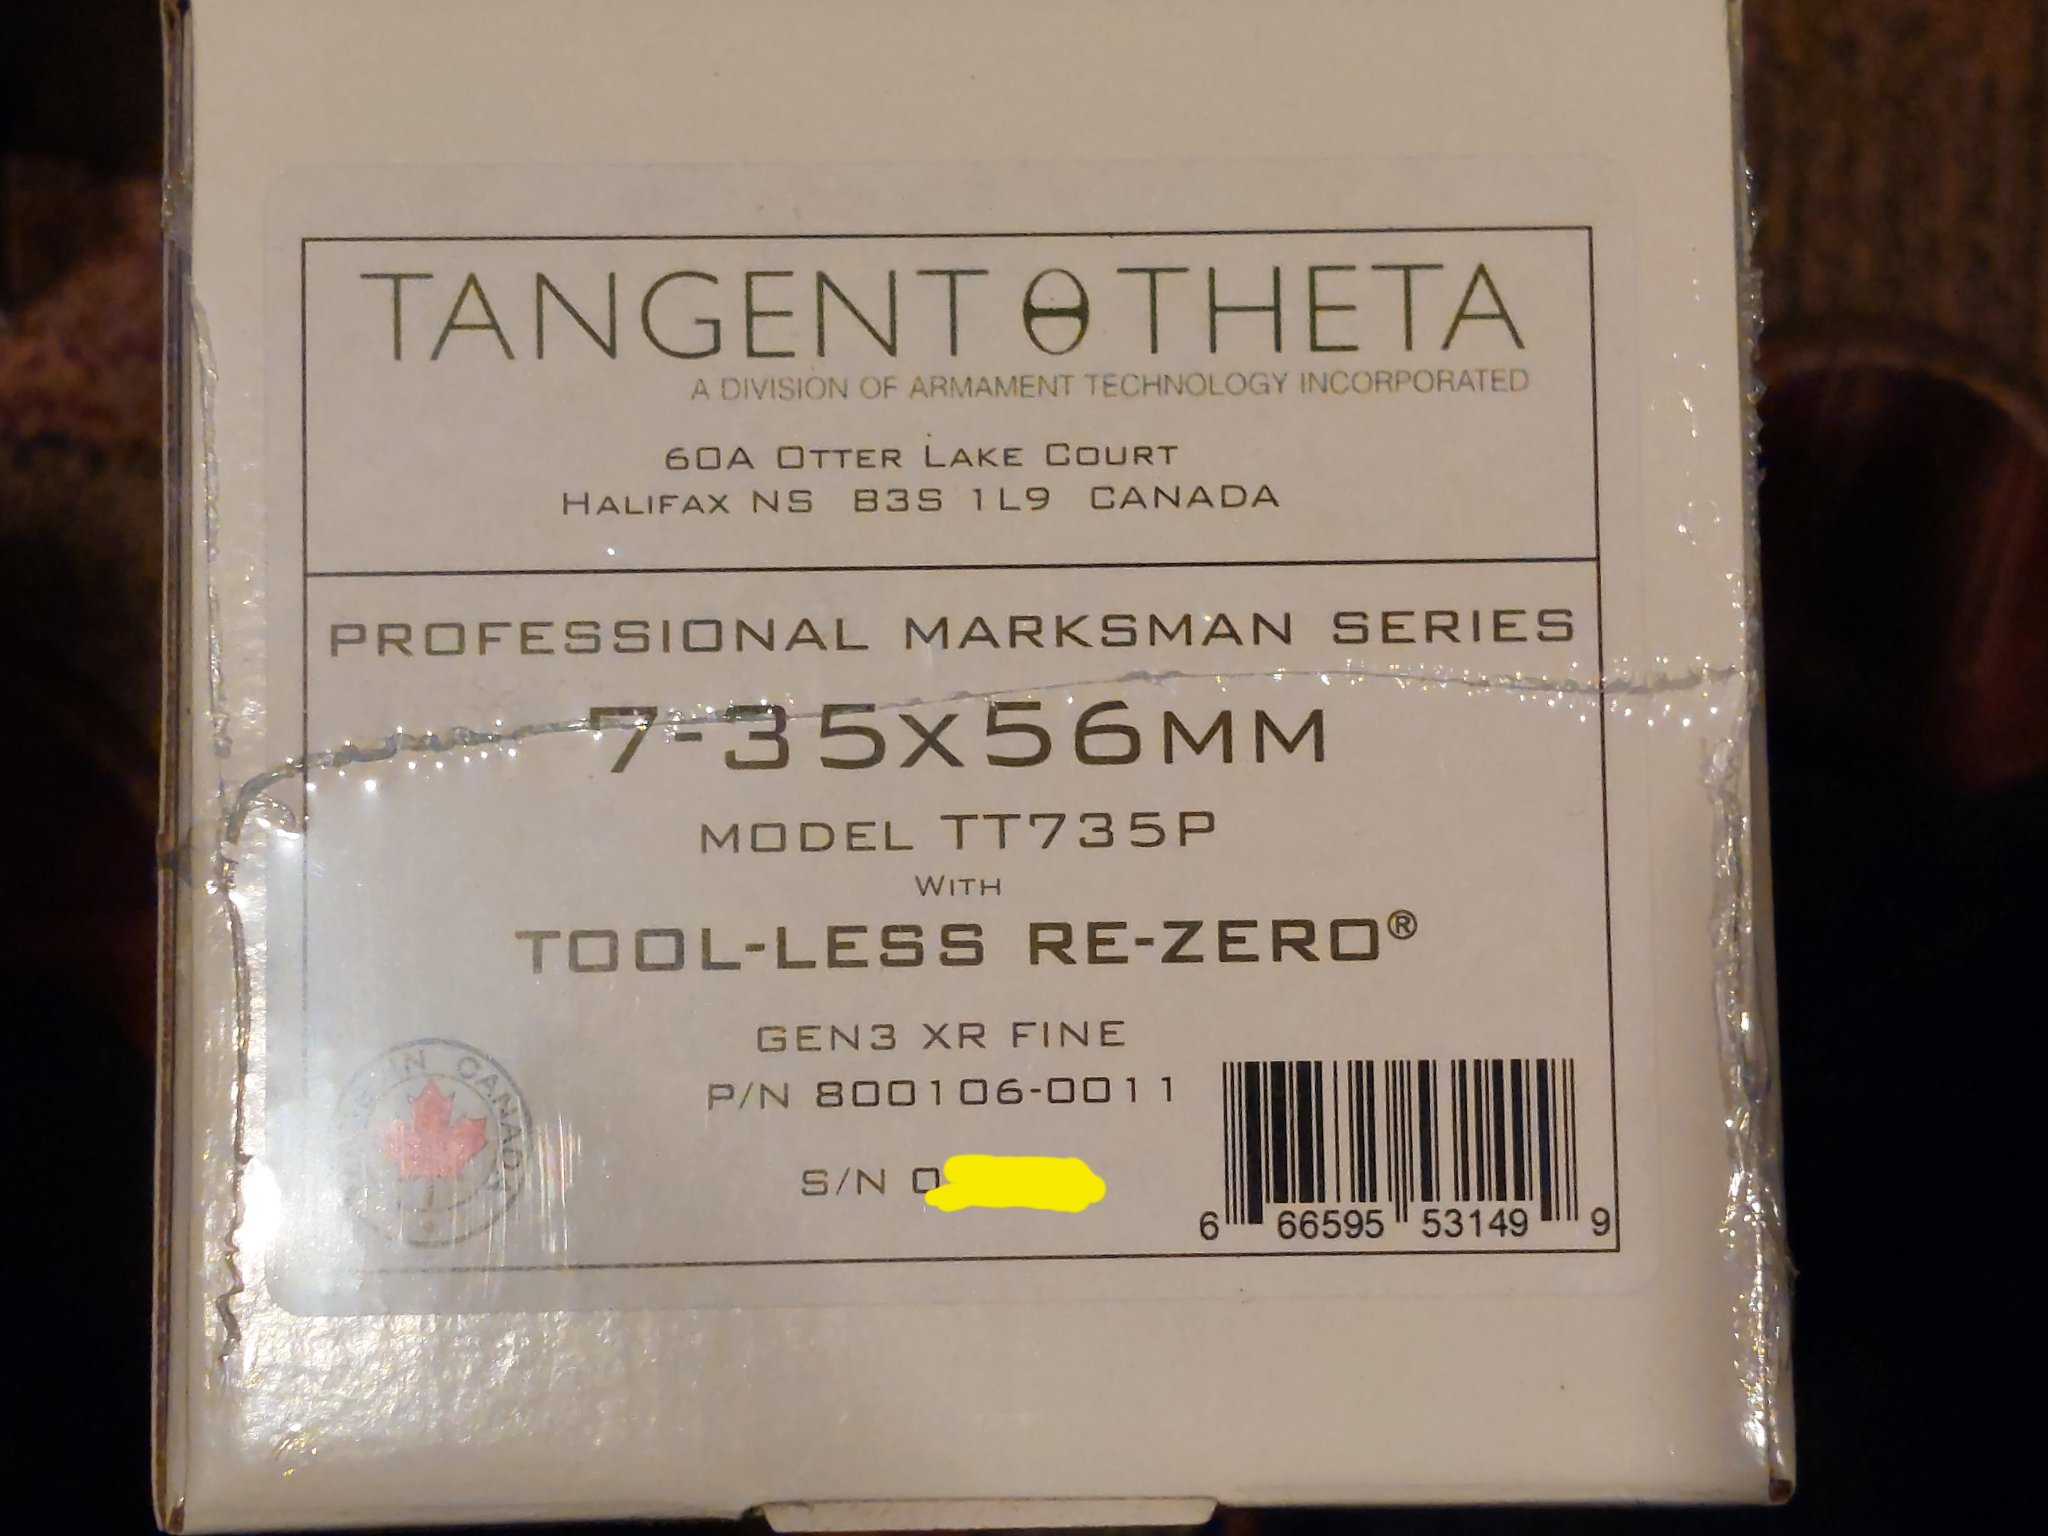 TANGENT θ THETA
A DIVISION OF ARMAMENT TECHNOLOGY INCORPORATED
60A OTTER LAKE COURT
HALIFAX NS B3S 1L9 CANADA
PROFESSIONAL MARKSMAN SERIES
7-35x56MM
MODEL TT735P
WITH
TOOL-LESS RE-ZERO®
GEN3 XR FINE
P/N 800106-0011
S/N 0
IN CANADA
6 66595 53149 9